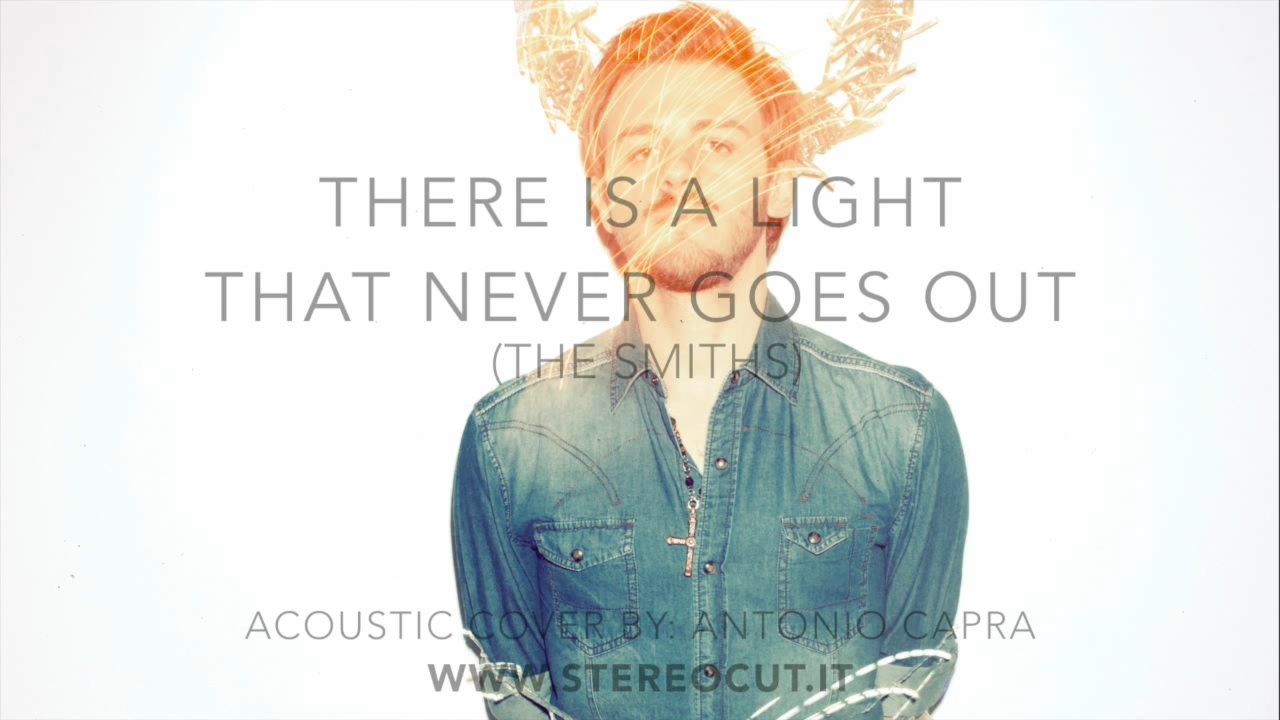 THERE IS A LIGHT
THAT NEVER GOES OUT
(THE SMITHS)
ACOUSTIC COVER BY: ANTONIO CAPRA
WWW.STEREOCUT.IT